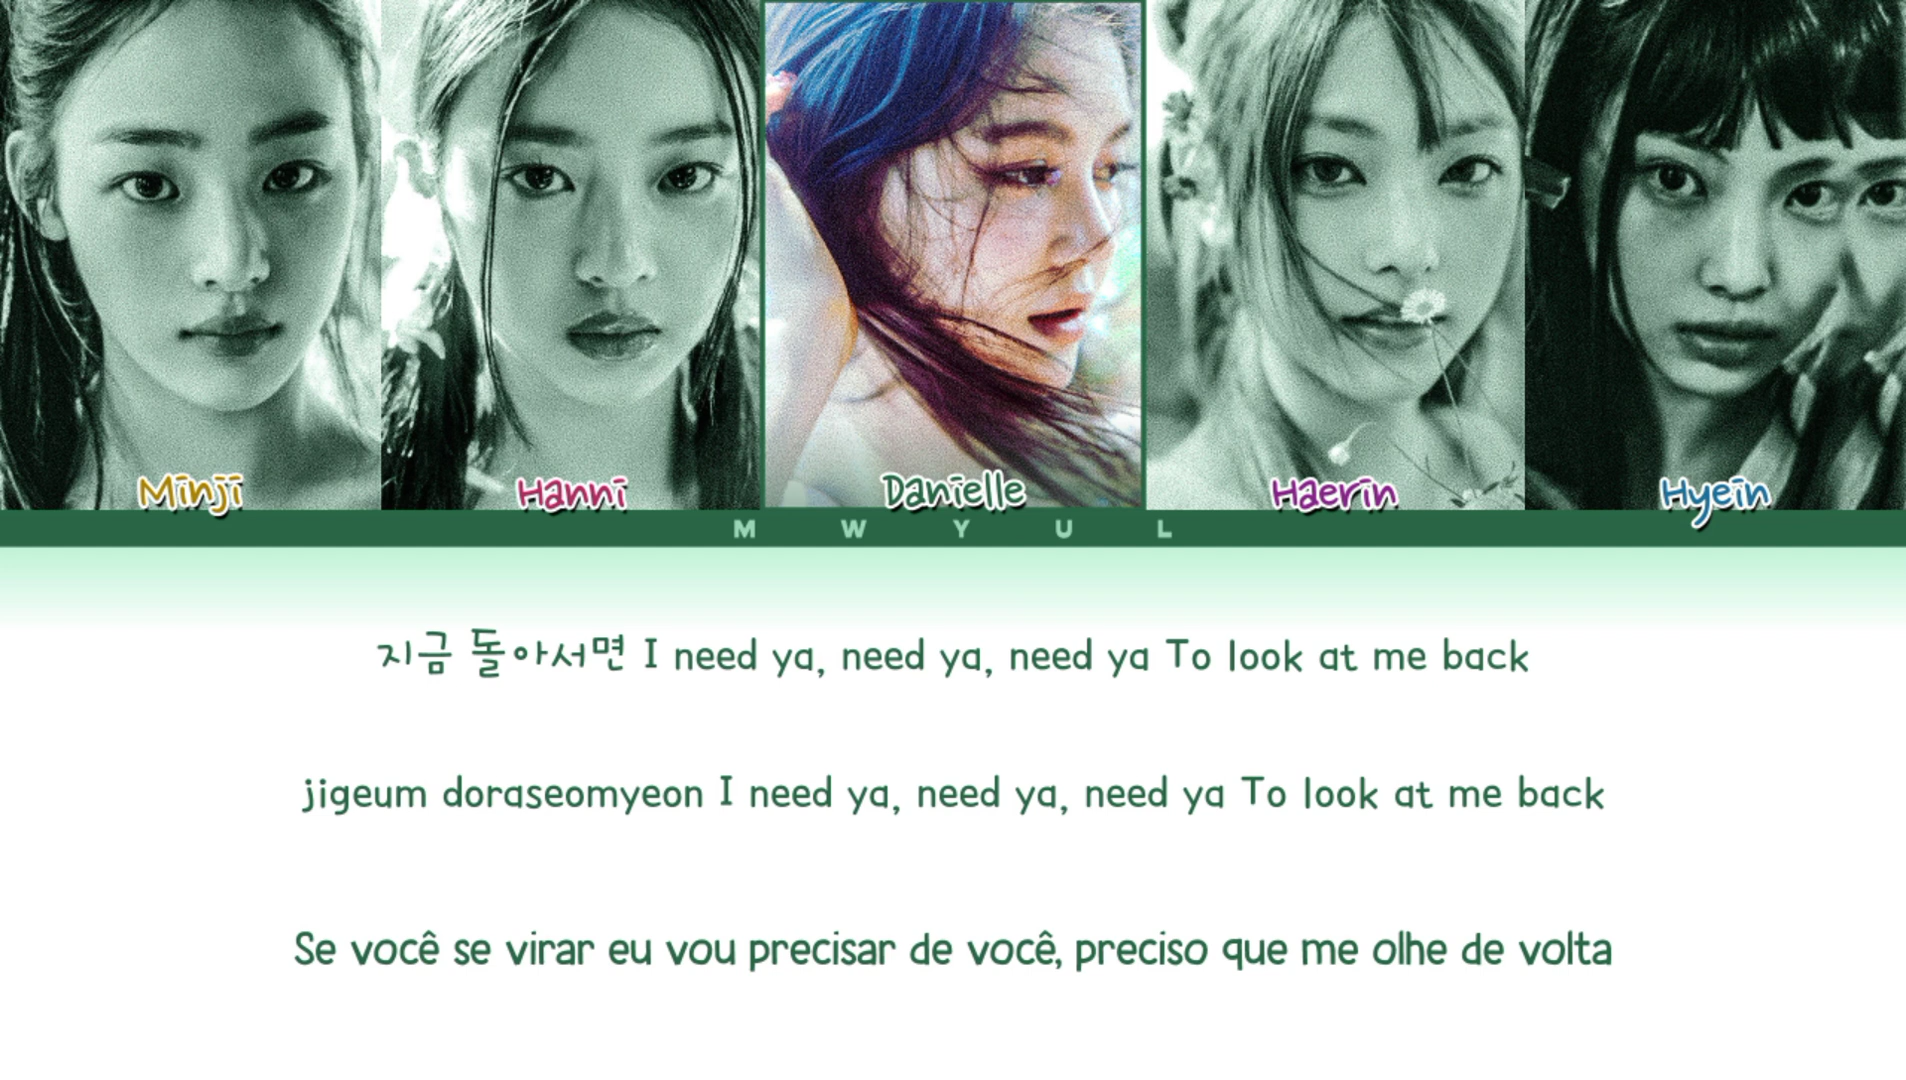 Minji
Hanni
Danielle
Haerin
Hyein
M W Y U L
지금 돌아서면 I need ya, need ya, need ya To look at me back
jigeum doraseomyeon I need ya, need ya, need ya To look at me back
Se você se virar eu vou precisar de você, preciso que me olhe de volta